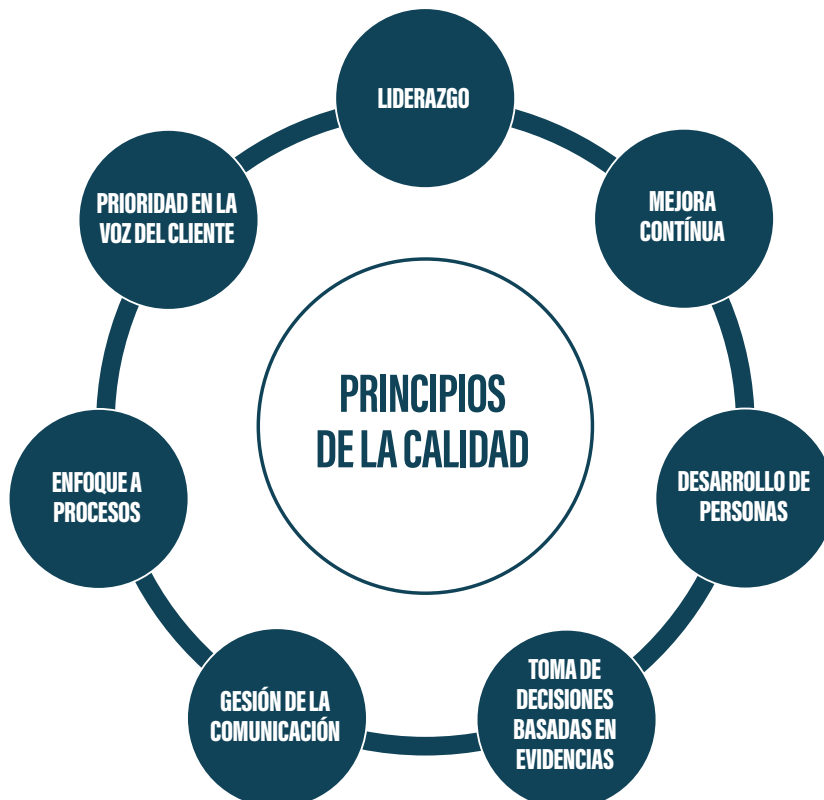 LIDERAZGO
MEJORA
CONTÍNUA
DESARROLLO DE
PERSONAS
TOMA DE
DECISIONES
BASADAS EN
EVIDENCIAS
GESIÓN DE LA
COMUNICACIÓN
ENFOQUE A
PROCESOS
PRIORIDAD EN LA
VOZ DEL CLIENTE
PRINCIPIOS
DE LA CALIDAD